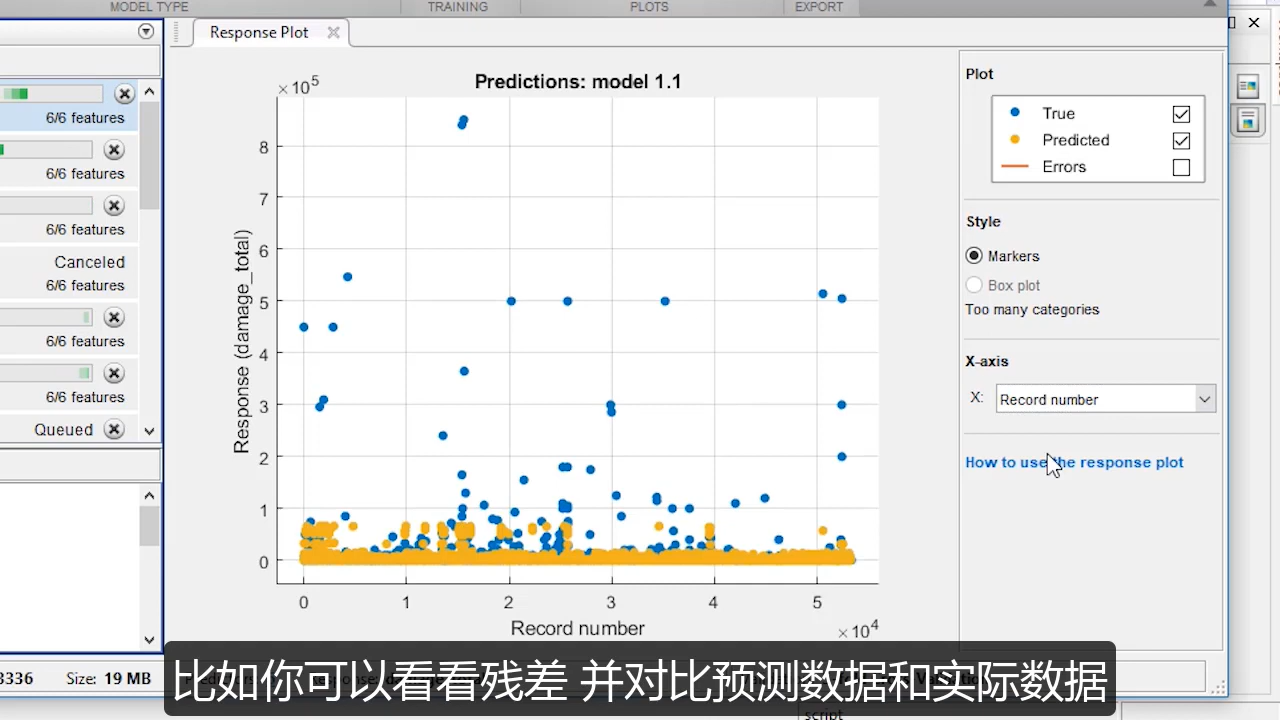 MODEL TYPE
TRAINING
PLOTS
EXPORT
Response Plot
6/6 features
6/6 features
6/6 features
Canceled
6/6 features
6/6 features
6/6 features
Queued
Predictions: model 1.1
×10⁵
8
7
6
5
4
3
2
1
0
Response (damage_total)
0 1 2 3 4 5
Record number
×10⁴
Plot
True
Predicted
Errors
Style
Markers
Box plot
Too many categories
X-axis
X: Record number
How to use the response plot
3336 Size: 19 MB
比如你可以看看残差 并对比预测数据和实际数据
script